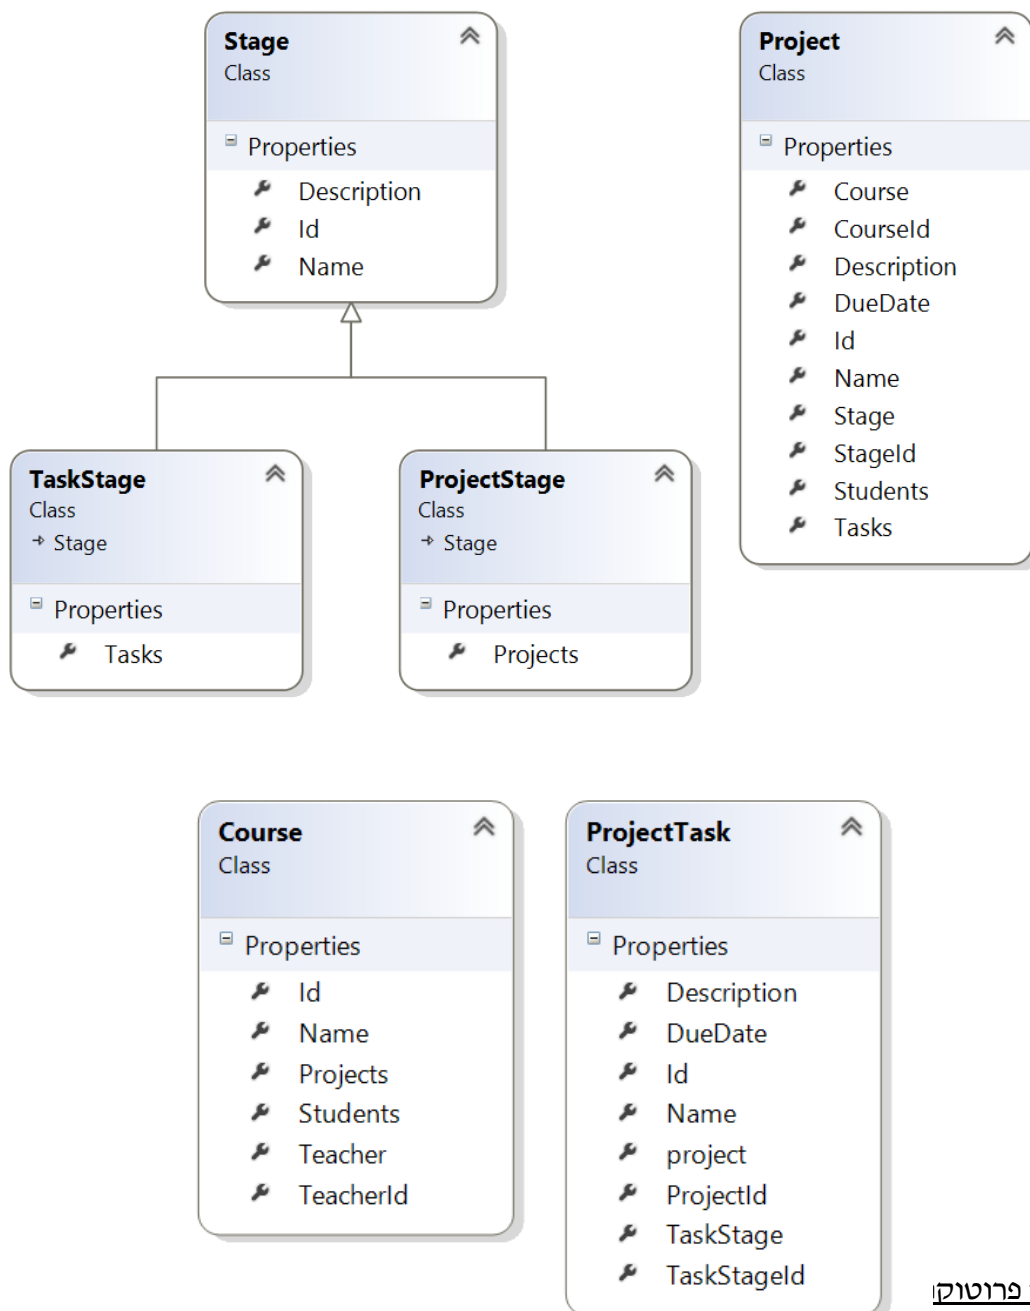 Stage
Class
Properties
Description
Id
Name
Project
Class
Properties
Course
CourseId
Description
DueDate
Id
Name
Stage
StageId
Students
Tasks
TaskStage
Class
Stage
Properties
Tasks
ProjectStage
Class
Stage
Properties
Projects
Course
Class
Properties
Id
Name
Projects
Students
Teacher
TeacherId
ProjectTask
Class
Properties
Description
DueDate
Id
Name
project
ProjectId
TaskStage
TaskStageId